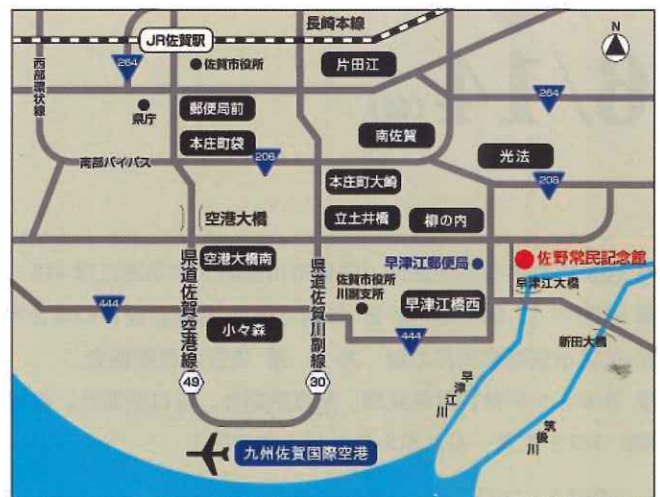 長崎本線
N
JR佐賀駅
264
佐賀市役所
片田江
西部環状線
264
県庁
郵便局前
南佐賀
本庄町袋
光法
南部バイパス
208
208
本庄町大崎
空港大橋
立土井橋
柳の内
県道佐賀空港線
空港大橋南
県道佐賀川副線
早津江郵便局
佐野常民記念館
佐賀市役所
川副支所
早津江大橋
444
早津江橋西
小々森
444
新田大橋
49
30
早津江川
筑後川
九州佐賀国際空港